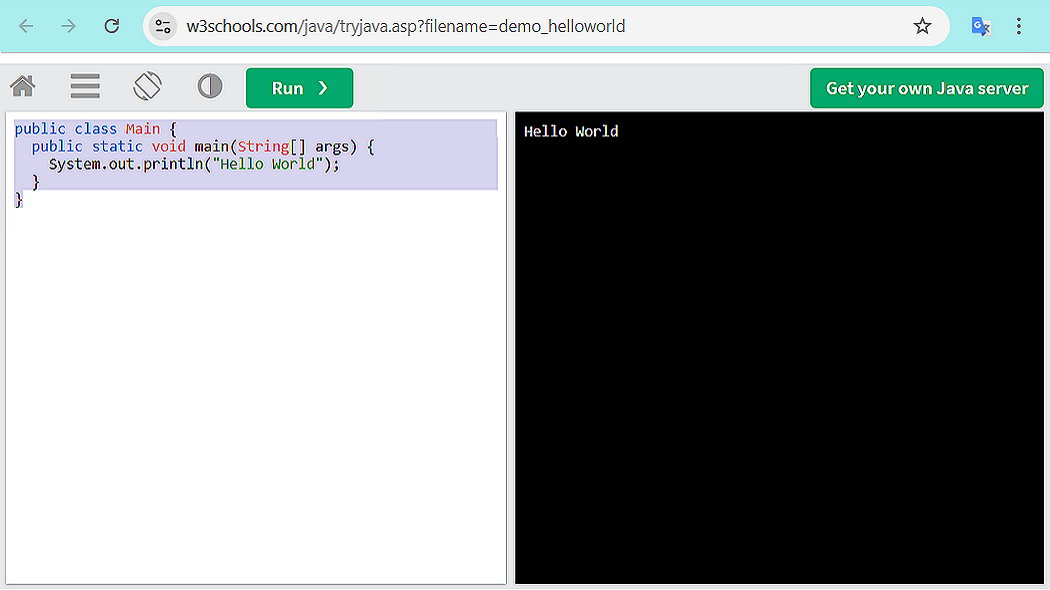 w3schools.com/java/tryjava.asp?filename=demo_helloworld
Run ❯
Get your own Java server
public class Main {
  public static void main(String[] args) {
    System.out.println("Hello World");
  }
}
Hello World